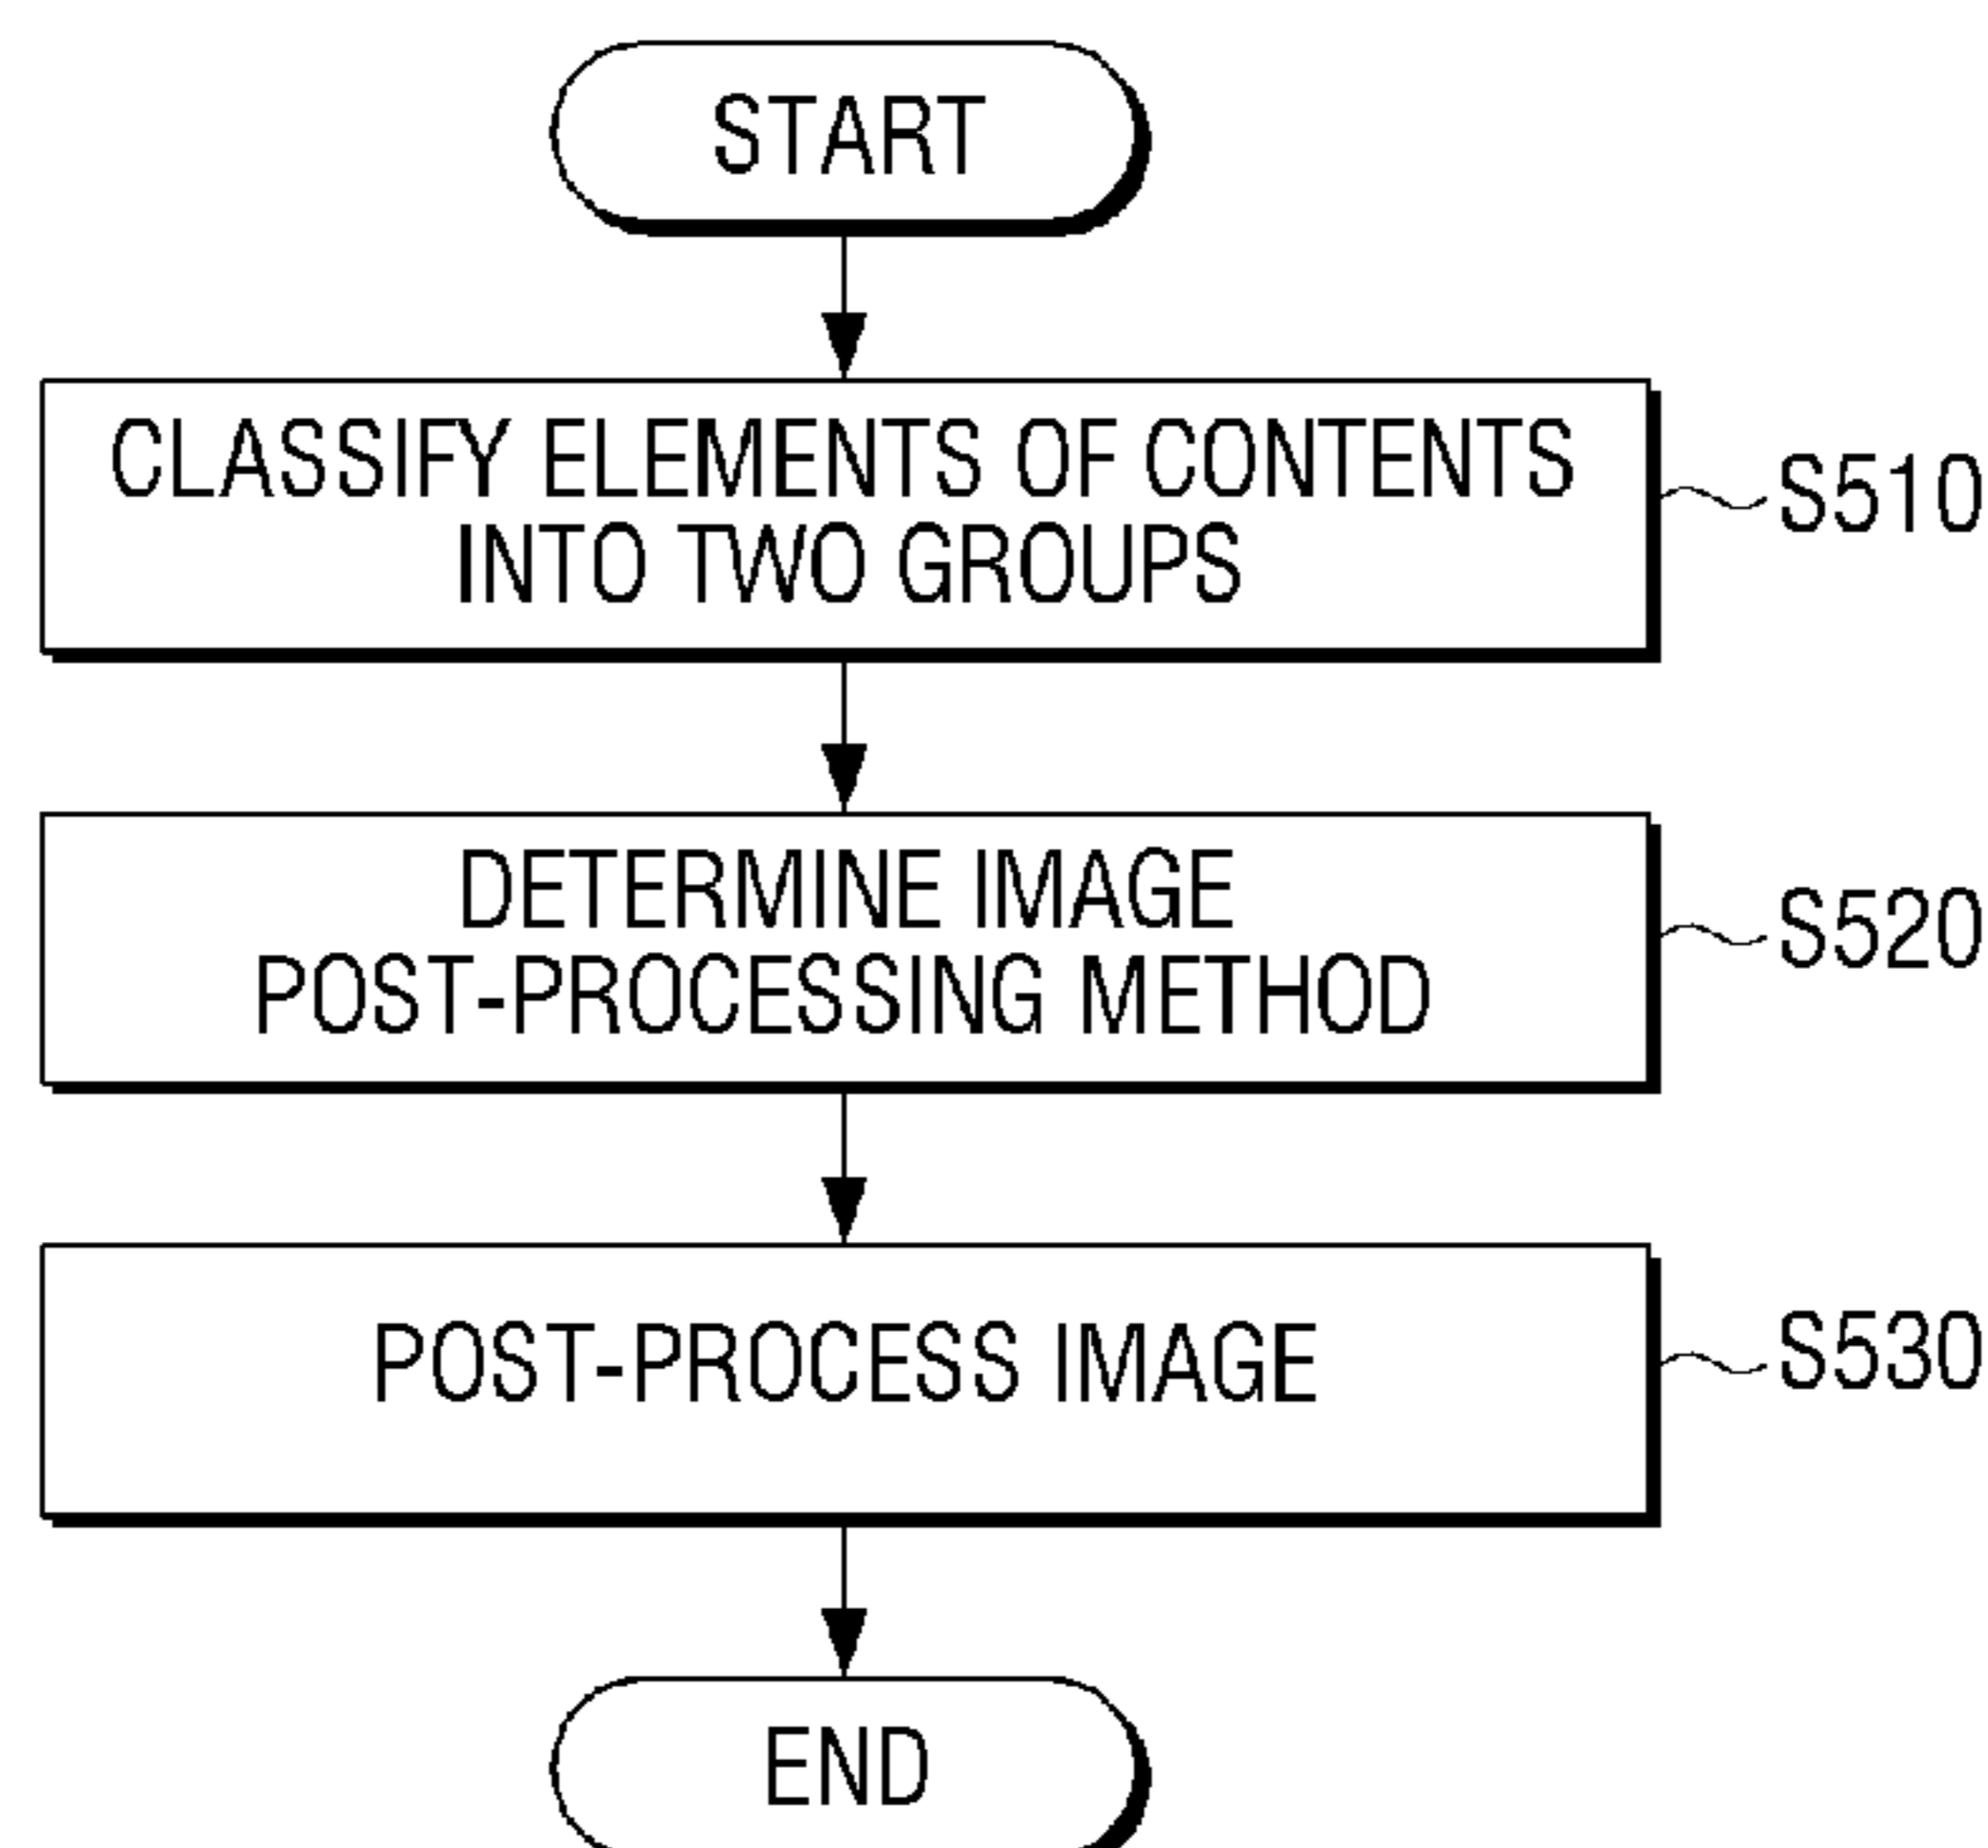 START
CLASSIFY ELEMENTS OF CONTENTS
INTO TWO GROUPS
S510
DETERMINE IMAGE
POST-PROCESSING METHOD
S520
POST-PROCESS IMAGE
S530
END